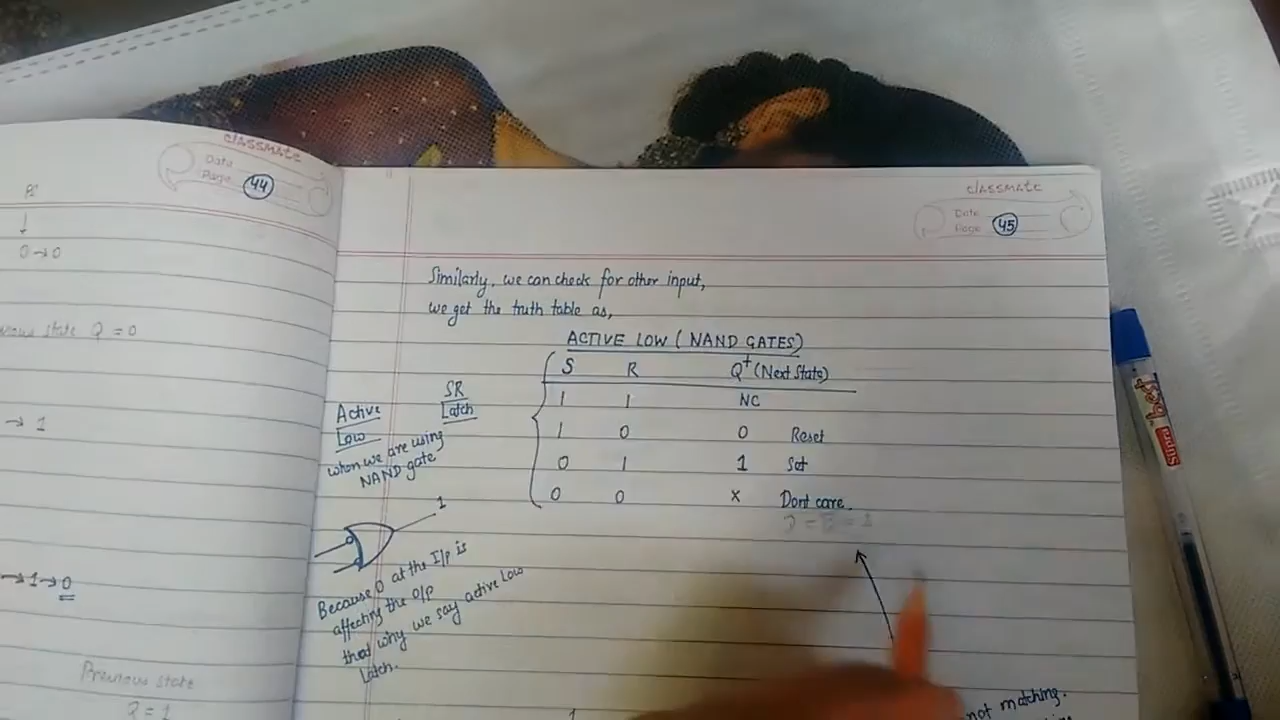 classmate
Date
Page 44
R
0→0
state Q = 0
→ 1
→1→0
Previous state
Q = 1
classmate
Date
Page 45
Similarly, we can check for other input,
we get the truth table as,
ACTIVE LOW ( NAND GATES)
S R Q+ (Next State)
1 1 NC
1 0 0 Reset
0 1 1 Set
0 0 x Dont care.
SR
Latch
Active
Low
when we are using
NAND gate
1
Because 0 at the I/p is
affecting the O/p
that why we say active low
Latch.
1
not matching.